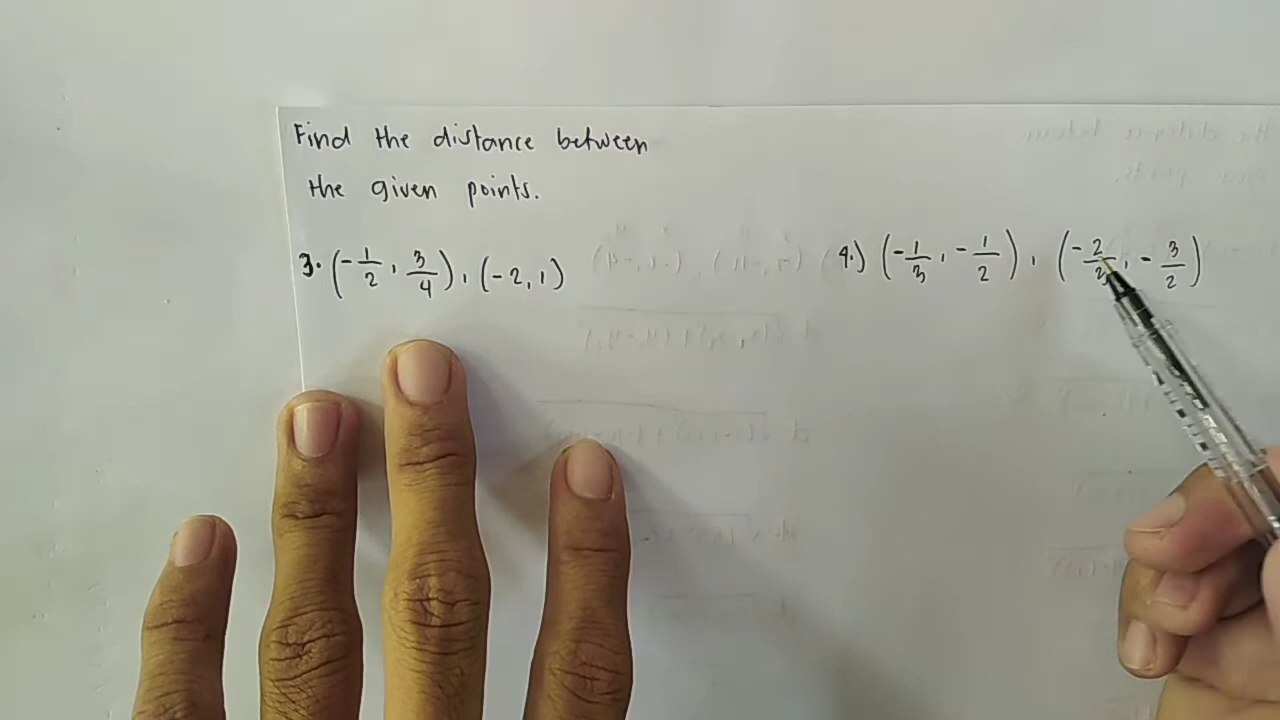 Find the distance between
the given points.
3. (-1/2, 3/4), (-2, 1)
4.) (-1/3, -1/2), (-2/, -3/2)